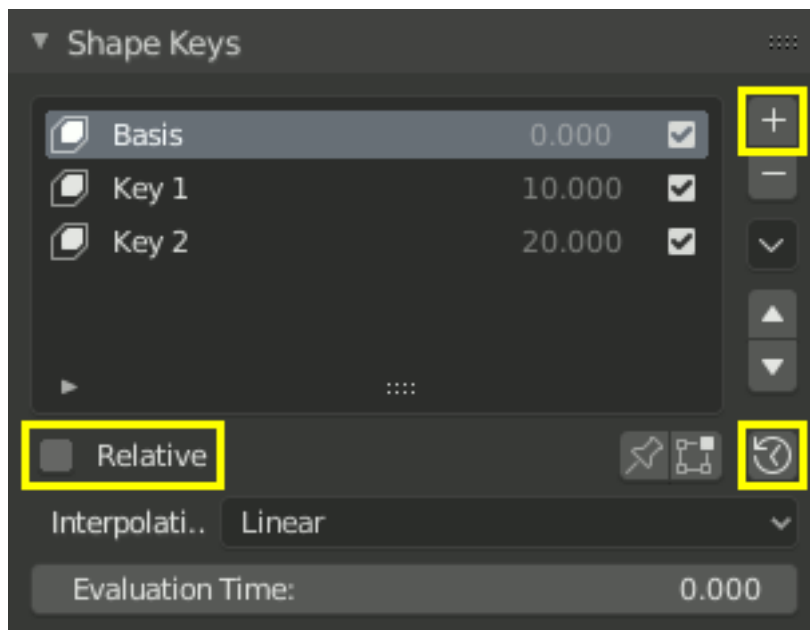 Shape Keys
Basis 0.000
Key 1 10.000
Key 2 20.000
Relative
Interpolati.. Linear
Evaluation Time: 0.000